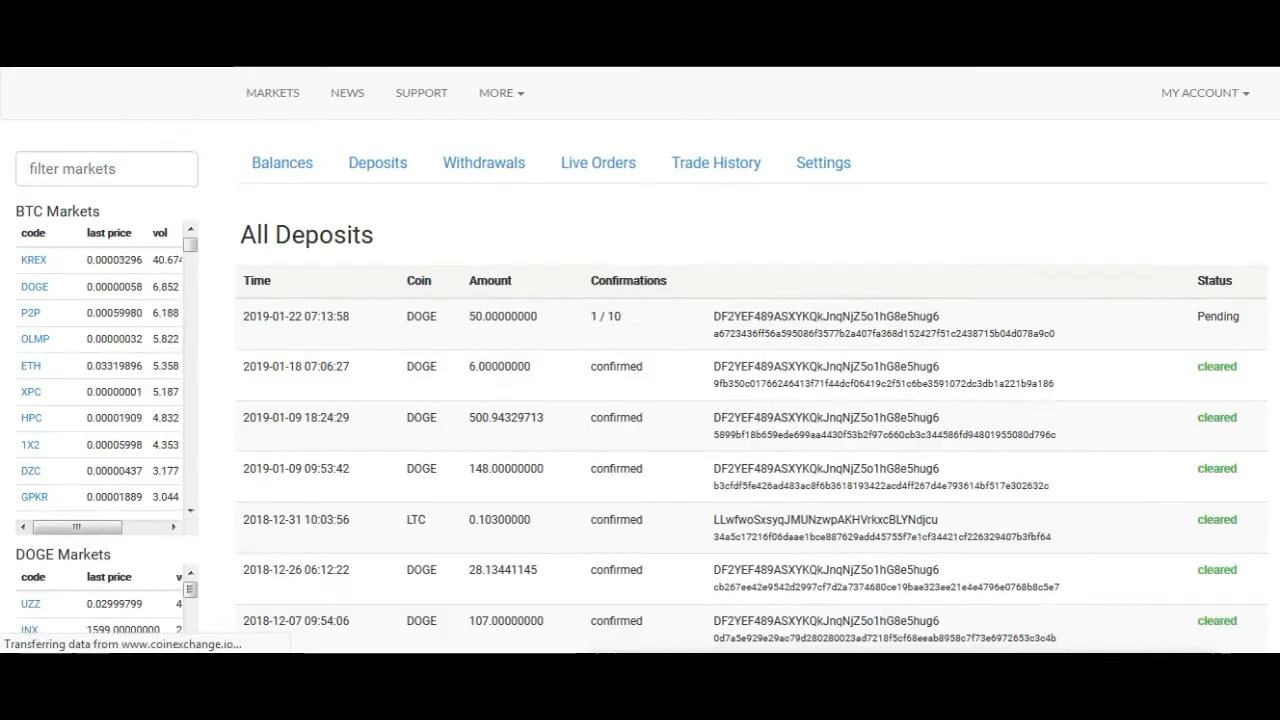 MARKETS NEWS SUPPORT MORE MY ACCOUNT
filter markets
Balances Deposits Withdrawals Live Orders Trade History Settings
BTC Markets
code last price vol
KREX 0.00003296 40.674
DOGE 0.00000058 6.852
P2P 0.00059980 6.188
OLMP 0.00000032 5.822
ETH 0.03319896 5.358
XPC 0.00000001 5.187
HPC 0.00001909 4.832
1X2 0.00005998 4.353
DZC 0.00000437 3.177
GPKR 0.00001889 3.044
DOGE Markets
code last price v
UZZ 0.02999799 4
INX 1599.00000000 2
All Deposits
Time Coin Amount Confirmations Status
2019-01-22 07:13:58 DOGE 50.00000000 1 / 10 DF2YEF489ASXYKQkJnqNjZ5o1hG8e5hug6 Pending
a6723436ff56a595086f3577b2a407fa368d152427f51c2438715b04d078a9c0
2019-01-18 07:06:27 DOGE 6.00000000 confirmed DF2YEF489ASXYKQkJnqNjZ5o1hG8e5hug6 cleared
9fb350c01766246413f71f44dcf06419c2f51c6be3591072dc3db1a221b9a186
2019-01-09 18:24:29 DOGE 500.94329713 confirmed DF2YEF489ASXYKQkJnqNjZ5o1hG8e5hug6 cleared
5899bf18b659ede699aa4430f53b2f97c660cb3c344586fd94801955080d796c
2019-01-09 09:53:42 DOGE 148.00000000 confirmed DF2YEF489ASXYKQkJnqNjZ5o1hG8e5hug6 cleared
b3cfdf5fe426ad483ac8f6b3618193422acd4ff267d4e793614bf517e302632c
2018-12-31 10:03:56 LTC 0.10300000 confirmed LLwfwoSxsyqJMUNzwpAKHVrkxcBLYNdjcu cleared
34a5c17216f06daae1bce887629add45755f7e1cf34421cf226329407b3fbf64
2018-12-26 06:12:22 DOGE 28.13441145 confirmed DF2YEF489ASXYKQkJnqNjZ5o1hG8e5hug6 cleared
cb267ee42e9542d2997cf7d2a7374680ce19bae323ee21e4e4796e0768b8c5e7
2018-12-07 09:54:06 DOGE 107.00000000 confirmed DF2YEF489ASXYKQkJnqNjZ5o1hG8e5hug6 cleared
0d7a5e929e29ac79d280280023ad7218f5cf68eeab8958c7f73e6972653c3c4b
Transferring data from www.coinexchange.io...